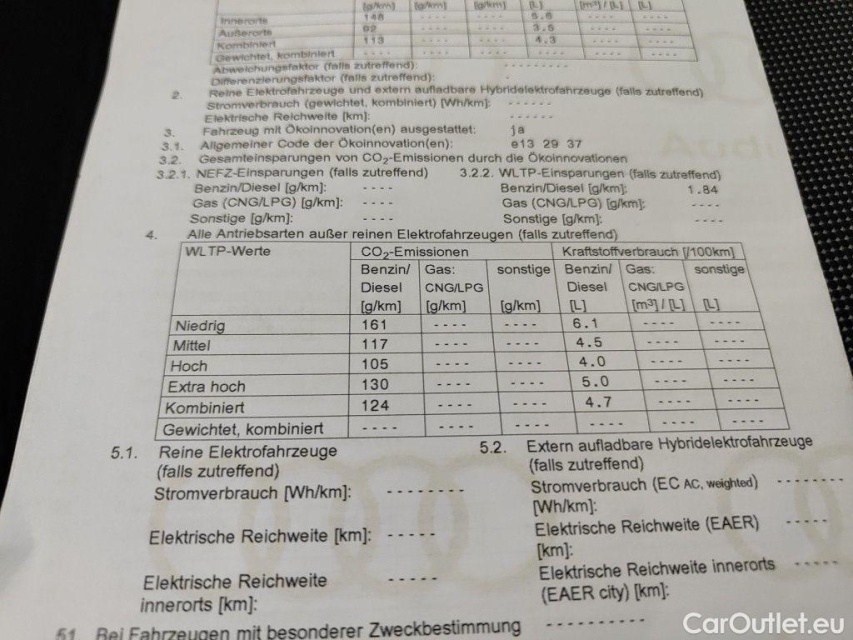 [g/km] [g/km] [g/km] [L] [m³] / [L] [L]
Innerorts 148 ---- ---- 5.6 ---- ----
Außerorts 92 ---- ---- 3.5 ---- ----
Kombiniert 113 ---- ---- 4.3 ---- ----
Gewichtet, kombiniert ---- ---- ---- ---- ---- ----
Abweichungsfaktor (falls zutreffend): -
Differenzierungsfaktor (falls zutreffend): -
2. Reine Elektrofahrzeuge und extern aufladbare Hybridelektrofahrzeuge (falls zutreffend)
Stromverbrauch (gewichtet, kombiniert) [Wh/km]: ------
Elektrische Reichweite [km]: ------
3. Fahrzeug mit Ökoinnovation(en) ausgestattet: ja
3.1. Allgemeiner Code der Ökoinnovation(en): e13 29 37
Audi
3.2. Gesamteinsparungen von CO₂-Emissionen durch die Ökoinnovationen
3.2.1. NEFZ-Einsparungen (falls zutreffend) 3.2.2. WLTP-Einsparungen (falls zutreffend)
Benzin/Diesel [g/km]: ---- Benzin/Diesel [g/km]: 1.84
Gas (CNG/LPG) [g/km]: ---- Gas (CNG/LPG) [g/km]: ----
Sonstige [g/km]: ---- Sonstige [g/km]: ----
4. Alle Antriebsarten außer reinen Elektrofahrzeugen (falls zutreffend)
WLTP-Werte CO₂-Emissionen Kraftstoffverbrauch [/100km]
Benzin/ Gas: sonstige Benzin/ Gas: sonstige
Diesel CNG/LPG Diesel CNG/LPG
[g/km] [g/km] [g/km] [L] [m³] / [L] [L]
Niedrig 161 ---- ---- 6.1 ---- ----
Mittel 117 ---- ---- 4.5 ---- ----
Hoch 105 ---- ---- 4.0 ---- ----
Extra hoch 130 ---- ---- 5.0 ---- ----
Kombiniert 124 ---- ---- 4.7 ---- ----
Gewichtet, kombiniert ---- ---- ---- ---- ---- ----
5.1. Reine Elektrofahrzeuge 5.2. Extern aufladbare Hybridelektrofahrzeuge
(falls zutreffend) (falls zutreffend)
Stromverbrauch [Wh/km]: -------- Stromverbrauch (EC AC, weighted) -------
[Wh/km]:
Elektrische Reichweite [km]: ----- Elektrische Reichweite (EAER) -----
[km]:
Elektrische Reichweite ----- Elektrische Reichweite innerorts -----
innerorts [km]: (EAER city) [km]:
51. Bei Fahrzeugen mit besonderer Zweckbestimmung ----------
CarOutlet.eu